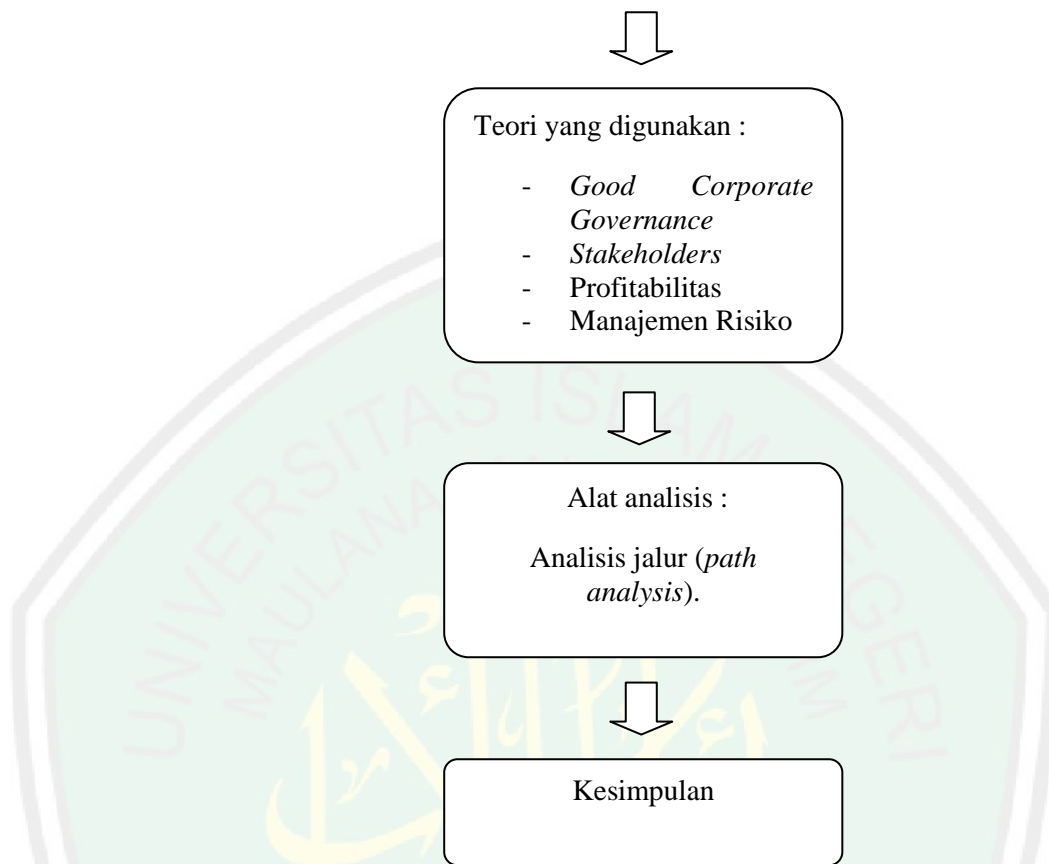 Teori yang digunakan :
- Good Corporate
Governance
- Stakeholders
- Profitabilitas
- Manajemen Risiko
Alat analisis :
Analisis jalur (path
analysis).
Kesimpulan